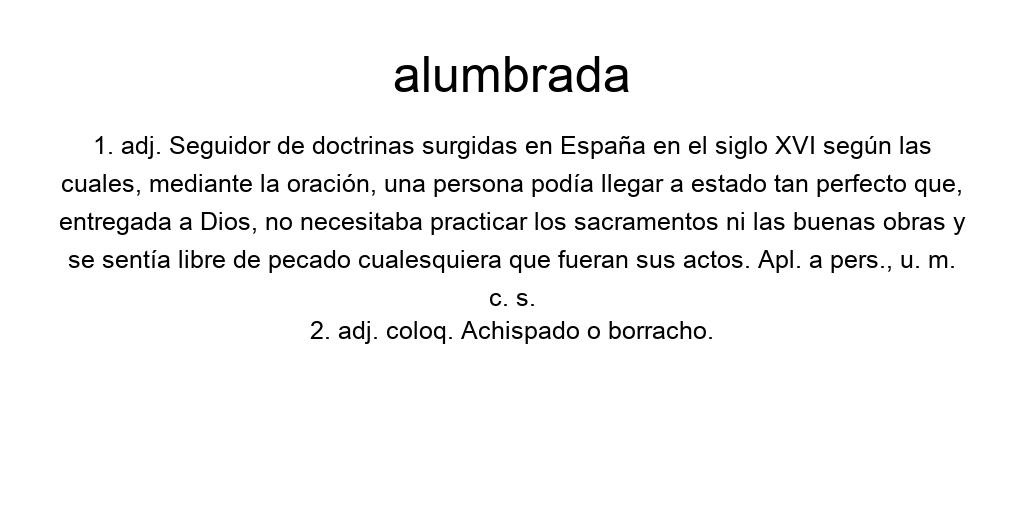 alumbrada
1. adj. Seguidor de doctrinas surgidas en España en el siglo XVI según las
cuales, mediante la oración, una persona podía llegar a estado tan perfecto que,
entregada a Dios, no necesitaba practicar los sacramentos ni las buenas obras y
se sentía libre de pecado cualesquiera que fueran sus actos. Apl. a pers., u. m.
c. s.
2. adj. coloq. Achispado o borracho.